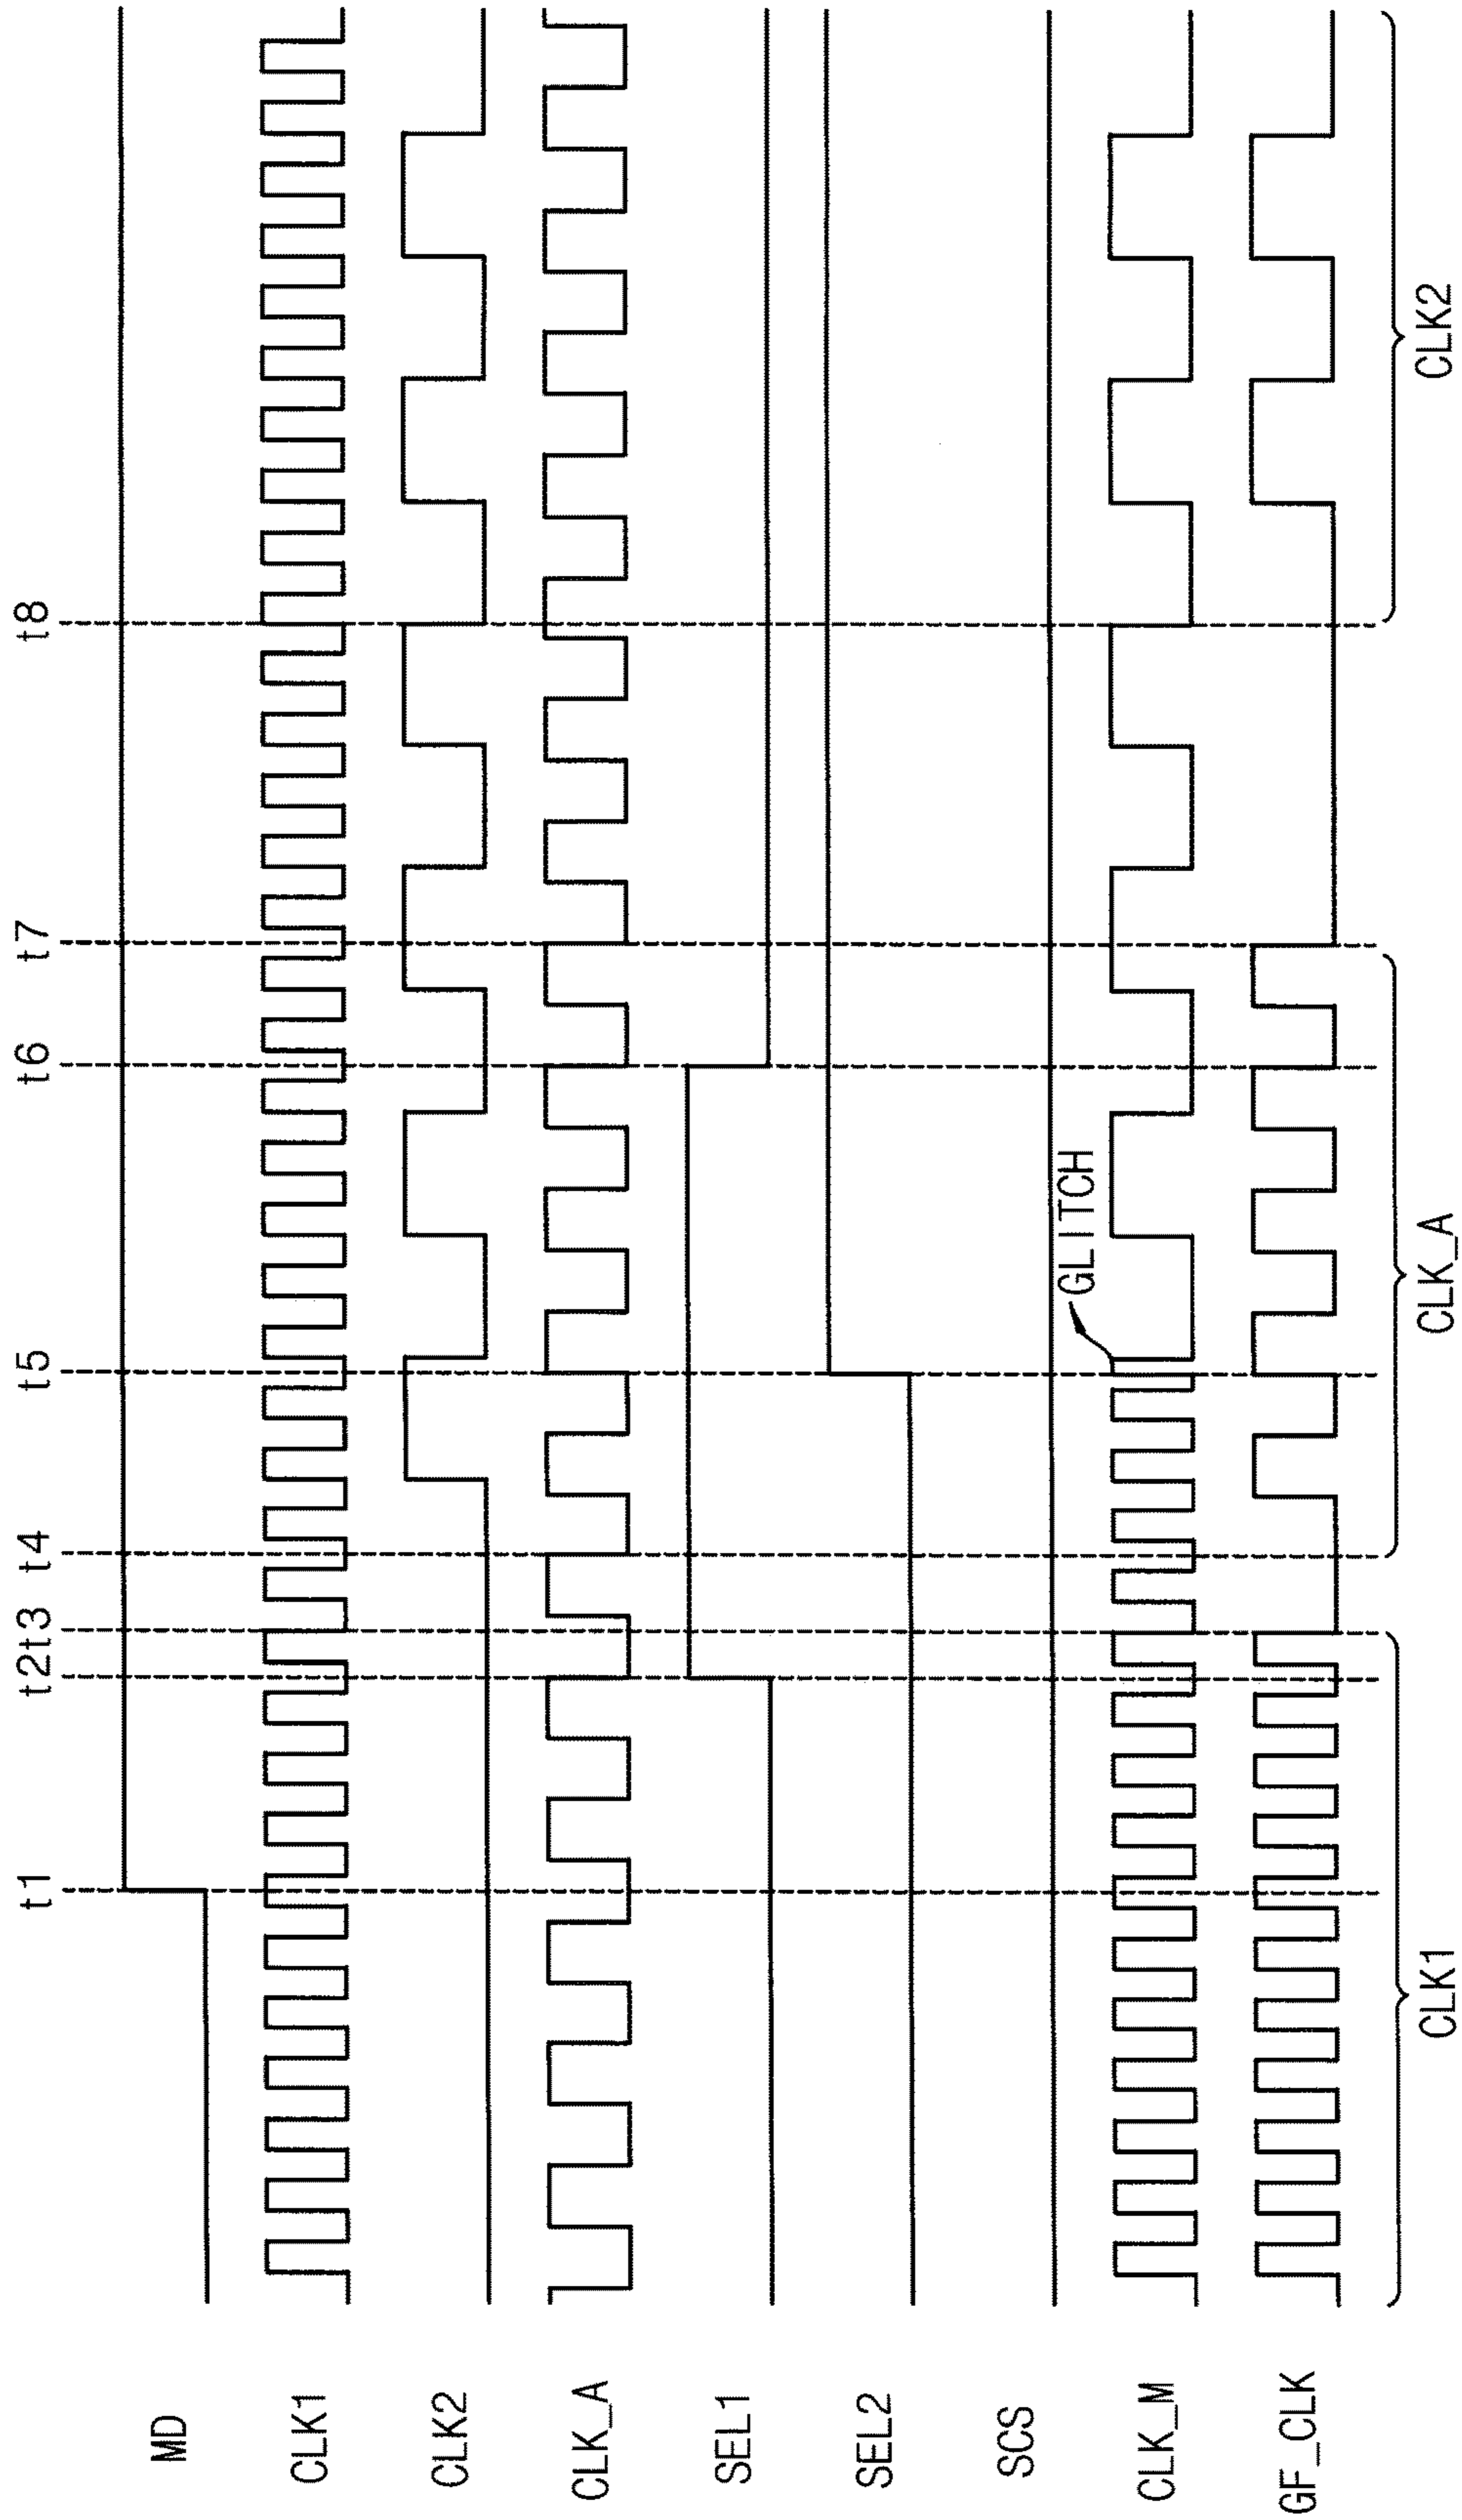 t1
t2
t3
t4
t5
t6
t7
t8
MD
CLK1
CLK2
CLK_A
SEL1
SEL2
SCS
CLK_M
GLITCH
GF_CLK
CLK1
CLK_A
CLK2